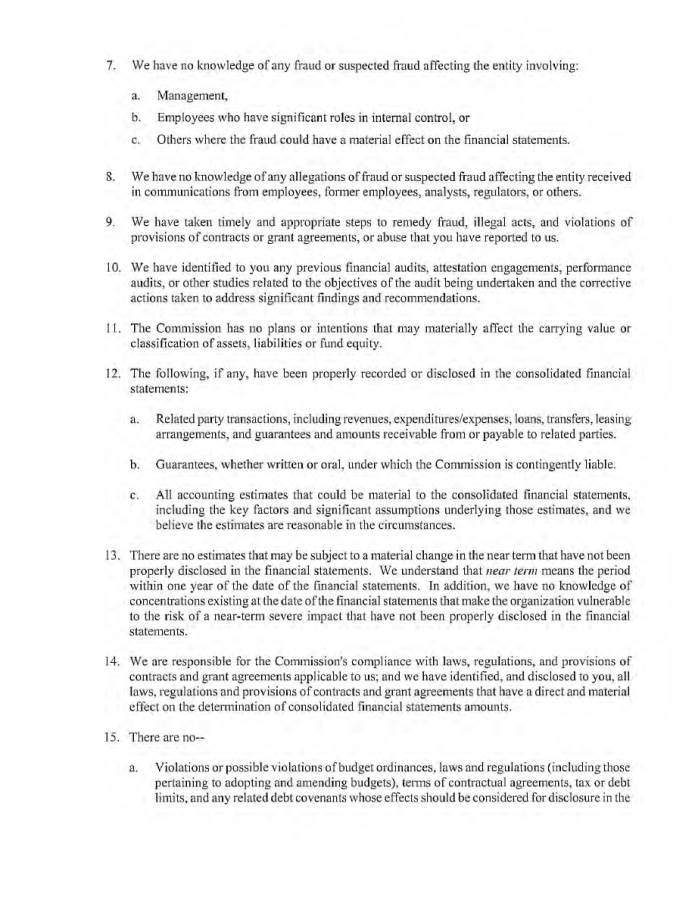 7. We have no knowledge of any fraud or suspected fraud affecting the entity involving:
a. Management,
b. Employees who have significant roles in internal control, or
c. Others where the fraud could have a material effect on the financial statements.
8. We have no knowledge of any allegations of fraud or suspected fraud affecting the entity received
in communications from employees, former employees, analysts, regulators, or others.
9. We have taken timely and appropriate steps to remedy fraud, illegal acts, and violations of
provisions of contracts or grant agreements, or abuse that you have reported to us.
10. We have identified to you any previous financial audits, attestation engagements, performance
audits, or other studies related to the objectives of the audit being undertaken and the corrective
actions taken to address significant findings and recommendations.
11. The Commission has no plans or intentions that may materially affect the carrying value or
classification of assets, liabilities or fund equity.
12. The following, if any, have been properly recorded or disclosed in the consolidated financial
statements:
a. Related party transactions, including revenues, expenditures/expenses, loans, transfers, leasing
arrangements, and guarantees and amounts receivable from or payable to related parties.
b. Guarantees, whether written or oral, under which the Commission is contingently liable.
c. All accounting estimates that could be material to the consolidated financial statements,
including the key factors and significant assumptions underlying those estimates, and we
believe the estimates are reasonable in the circumstances.
13. There are no estimates that may be subject to a material change in the near term that have not been
properly disclosed in the financial statements. We understand that near term means the period
within one year of the date of the financial statements. In addition, we have no knowledge of
concentrations existing at the date of the financial statements that make the organization vulnerable
to the risk of a near-term severe impact that have not been properly disclosed in the financial
statements.
14. We are responsible for the Commission's compliance with laws, regulations, and provisions of
contracts and grant agreements applicable to us; and we have identified, and disclosed to you, all
laws, regulations and provisions of contracts and grant agreements that have a direct and material
effect on the determination of consolidated financial statements amounts.
15. There are no--
a. Violations or possible violations of budget ordinances, laws and regulations (including those
pertaining to adopting and amending budgets), terms of contractual agreements, tax or debt
limits, and any related debt covenants whose effects should be considered for disclosure in the